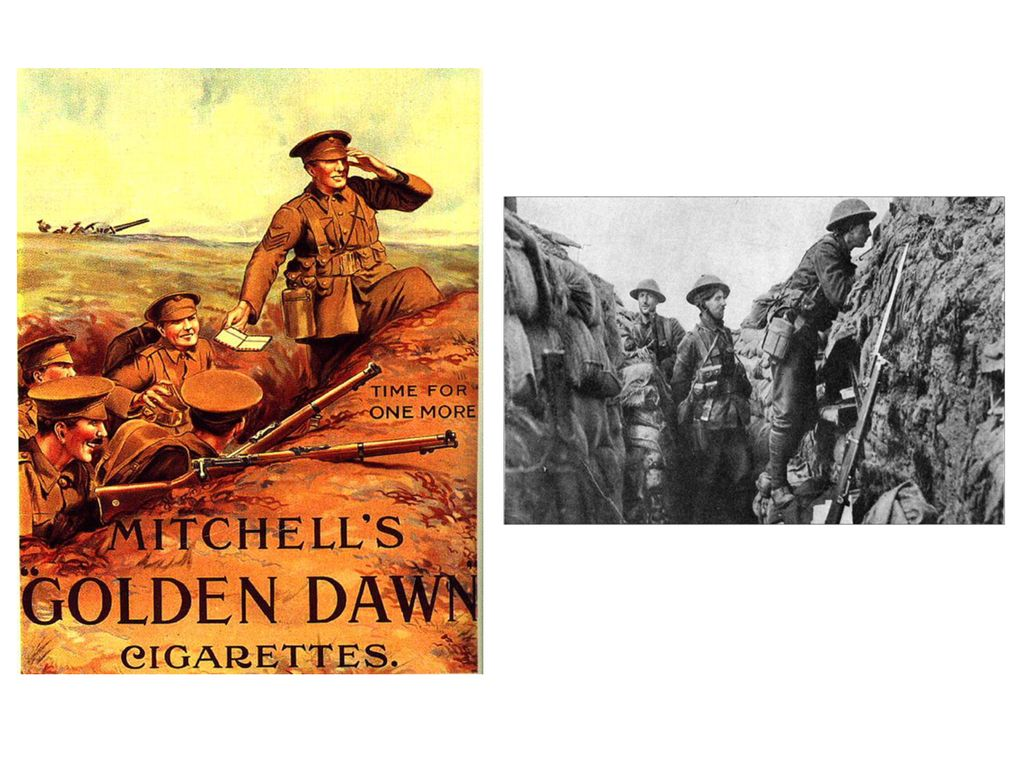 TIME FOR
ONE MORE
MITCHELL'S
"GOLDEN DAWN"
CIGARETTES.